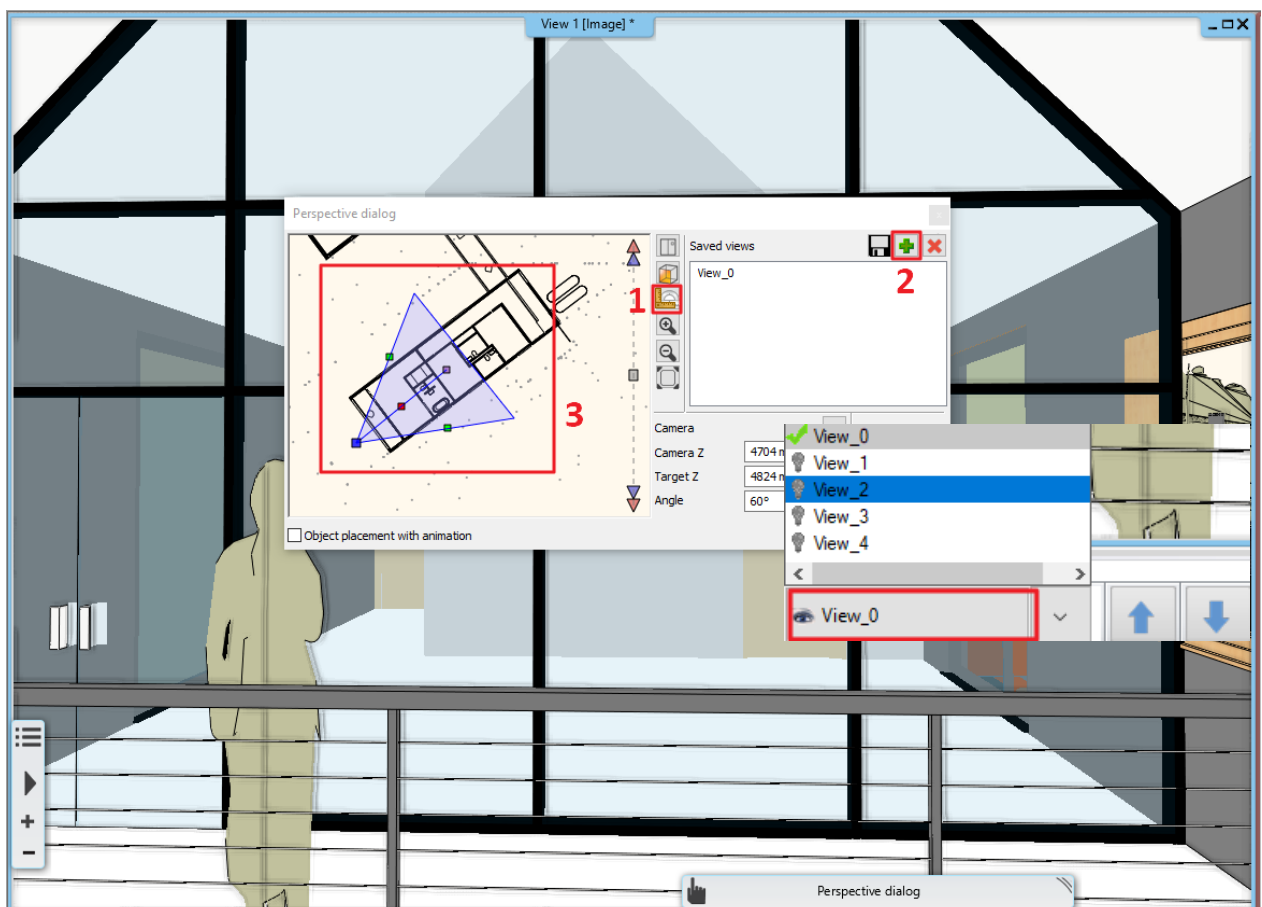 View 1 [Image] *
Perspective dialog
Saved views
View_0
1
2
3
Camera
Camera Z
4704 m
Target Z
4824 m
Angle
60°
Object placement with animation
View_0
View_1
View_2
View_3
View_4
View_0
Perspective dialog